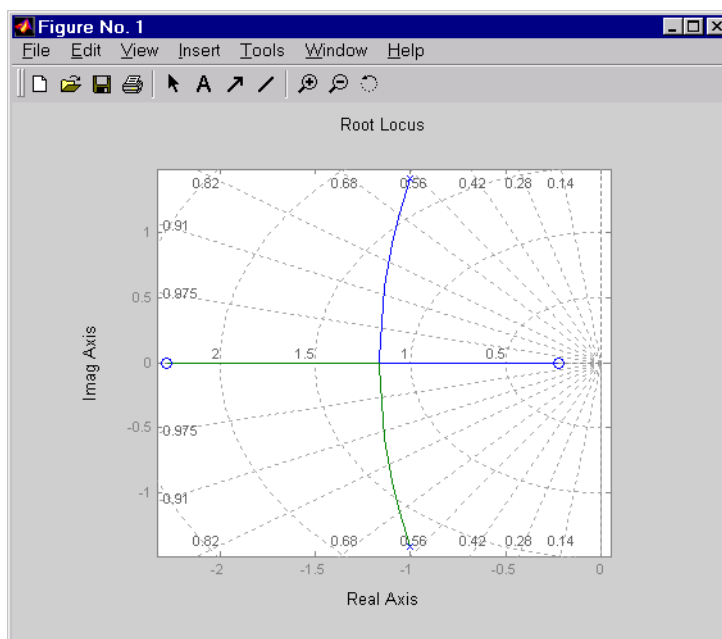 Figure No. 1
File Edit View Insert Tools Window Help
A
Root Locus
0.82 0.68 0.56 0.42 0.28 0.14
0.91
1
0.975
0.5
2 1.5 1 0.5
0
Imag Axis
-0.5
0.975
-1
0.91
0.82 0.68 0.56 0.42 0.28 0.14
-2 -1.5 -1 -0.5 0
Real Axis